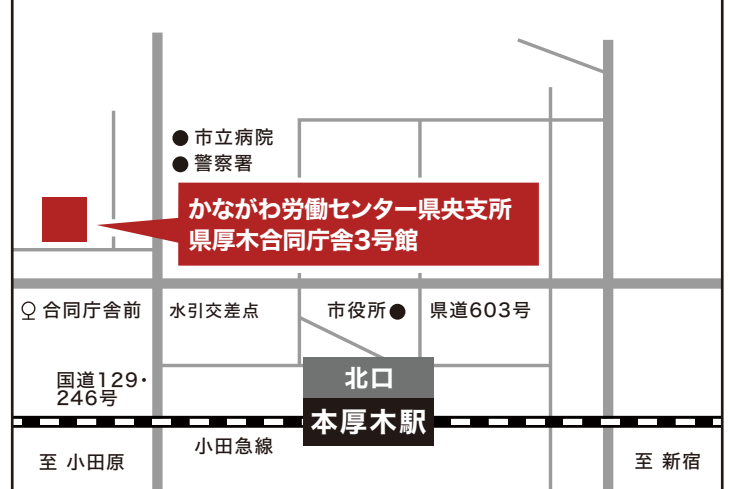 市立病院
警察署
かながわ労働センター県央支所
県厚木合同庁舎3号館
合同庁舎前
水引交差点
市役所
県道603号
国道129・
246号
北口
本厚木駅
小田急線
至 小田原
至 新宿